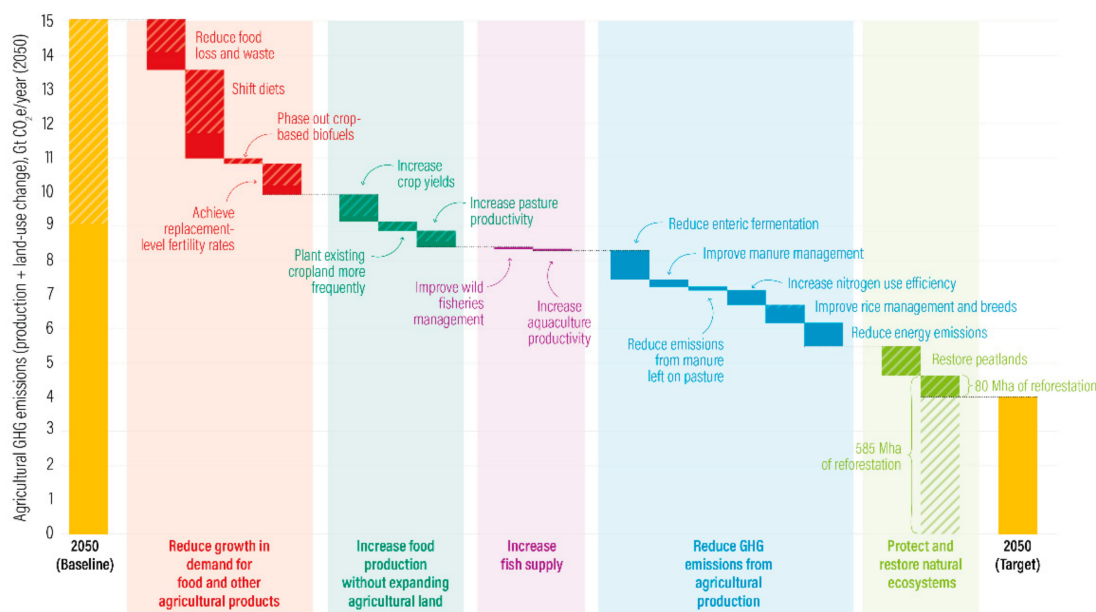 Agricultural GHG emissions (production + land-use change), Gt CO₂e/year (2050)
15
14
13
12
11
10
9
8
7
6
5
4
3
2
1
0
Reduce food
loss and waste
Shift diets
Phase out crop-
based biofuels
Achieve
replacement-
level fertility rates
Increase
crop yields
Increase pasture
productivity
Plant existing
cropland more
frequently
Improve wild
fisheries
management
Increase
aquaculture
productivity
Reduce enteric fermentation
Improve manure management
Increase nitrogen use efficiency
Improve rice management and breeds
Reduce emissions
from manure
left on pasture
Reduce energy emissions
Restore peatlands
80 Mha of reforestation
585 Mha
of reforestation
2050
(Baseline)
Reduce growth in
demand for
food and other
agricultural products
Increase food
production
without expanding
agricultural land
Increase
fish supply
Reduce GHG
emissions from
agricultural
production
Protect and
restore natural
ecosystems
2050
(Target)